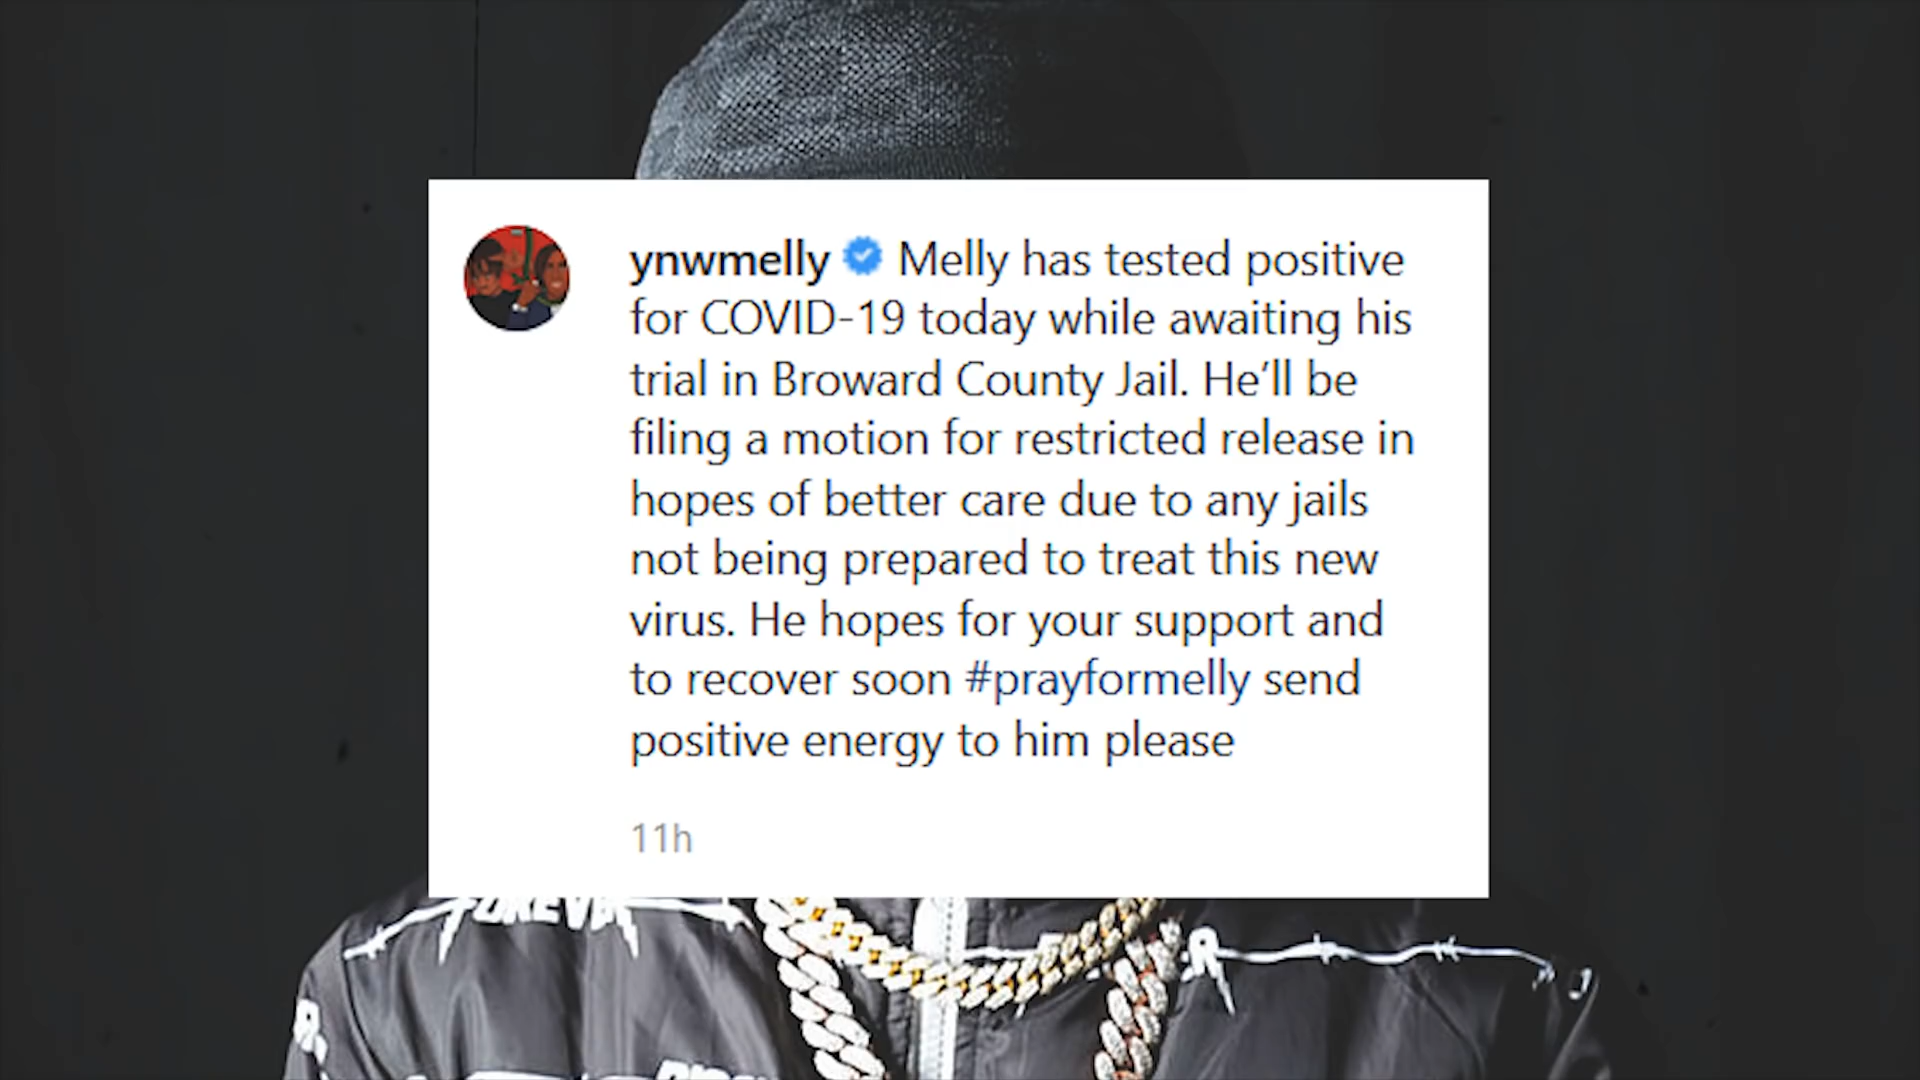 ynwmelly Melly has tested positive
for COVID-19 today while awaiting his
trial in Broward County Jail. He’ll be
filing a motion for restricted release in
hopes of better care due to any jails
not being prepared to treat this new
virus. He hopes for your support and
to recover soon #prayformelly send
positive energy to him please
11h
FOREVER
R